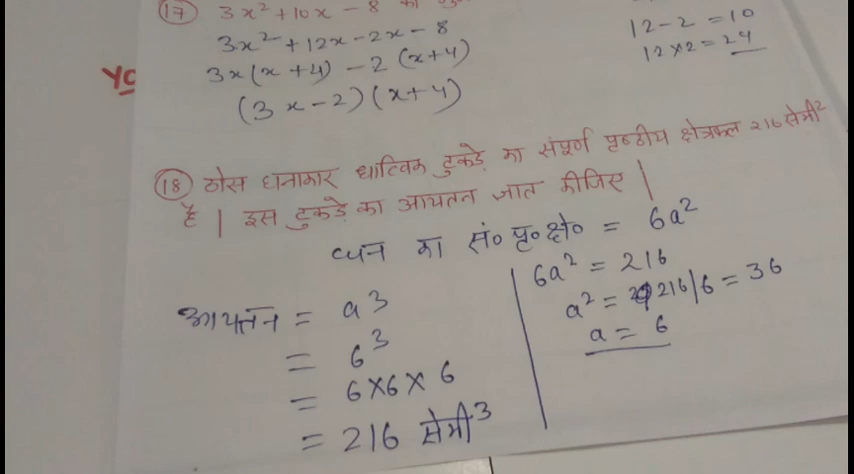 17 3x² + 10x - 8 का
3x² + 12x - 2x - 8
3x(x + 4) - 2 (x + 4)
(3x - 2)(x + 4)
12 - 2 = 10
12 × 2 = 24
18 ठोस घनाकार धात्विक टुकड़े का संपूर्ण पृष्ठीय क्षेत्रफल 216 सेमी²
है | इस टुकड़े का आयतन ज्ञात कीजिए |
घन का सं० पृ० क्षे० = 6a²
6a² = 216
a² = 216/6 = 36
a = 6
आयतन = a³
= 6³
= 6×6×6
= 216 सेमी³